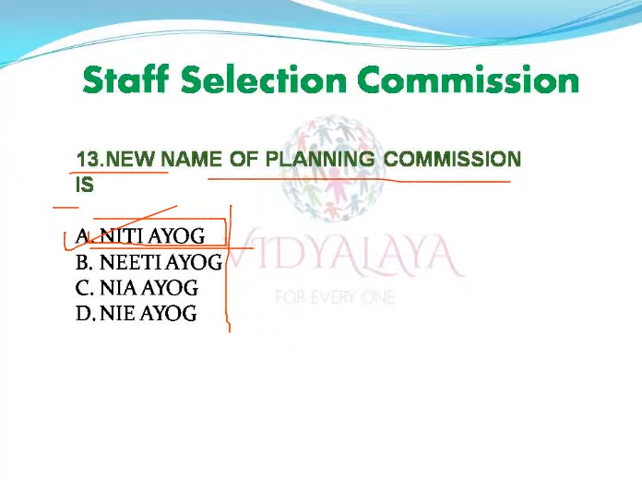 Staff Selection Commission
13.NEW NAME OF PLANNING COMMISSION
IS
A. NITI AYOG
B. NEETI AYOG
C. NIA AYOG
D. NIE AYOG
VIDYALAYA
FOR EVERY ONE